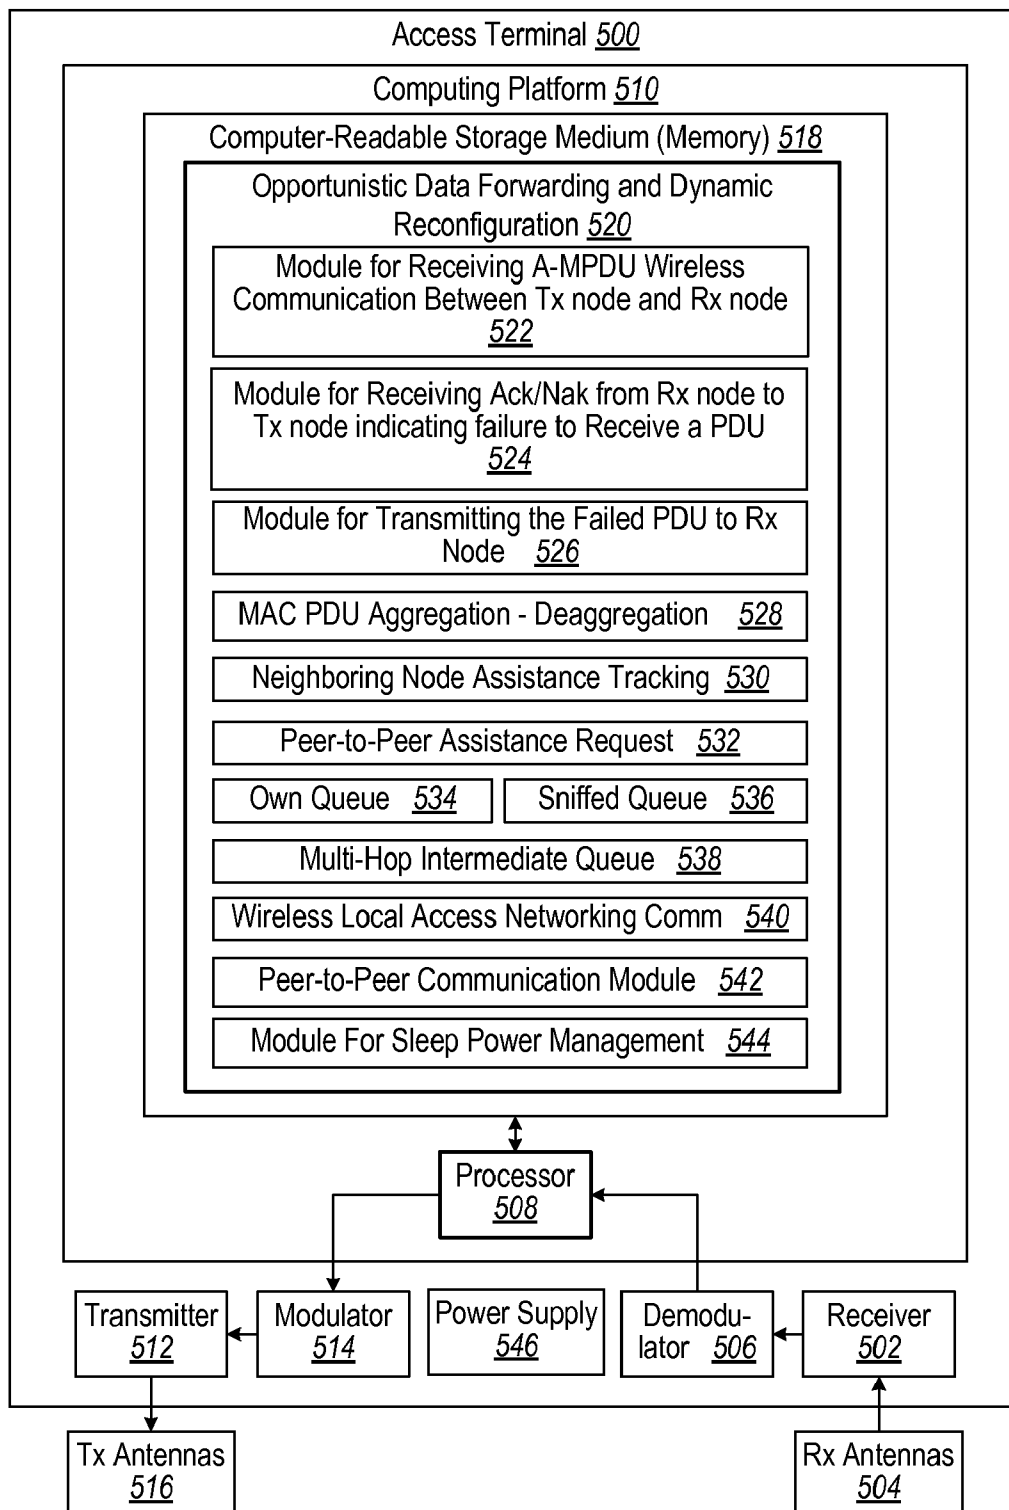 Access Terminal 500
Computing Platform 510
Computer-Readable Storage Medium (Memory) 518
Opportunistic Data Forwarding and Dynamic
Reconfiguration 520
Module for Receiving A-MPDU Wireless
Communication Between Tx node and Rx node
522
Module for Receiving Ack/Nak from Rx node to
Tx node indicating failure to Receive a PDU
524
Module for Transmitting the Failed PDU to Rx
Node 526
MAC PDU Aggregation - Deaggregation 528
Neighboring Node Assistance Tracking 530
Peer-to-Peer Assistance Request 532
Own Queue 534
Sniffed Queue 536
Multi-Hop Intermediate Queue 538
Wireless Local Access Networking Comm 540
Peer-to-Peer Communication Module 542
Module For Sleep Power Management 544
Processor
508
Transmitter
512
Modulator
514
Power Supply
546
Demodu-
lator 506
Receiver
502
Tx Antennas
516
Rx Antennas
504